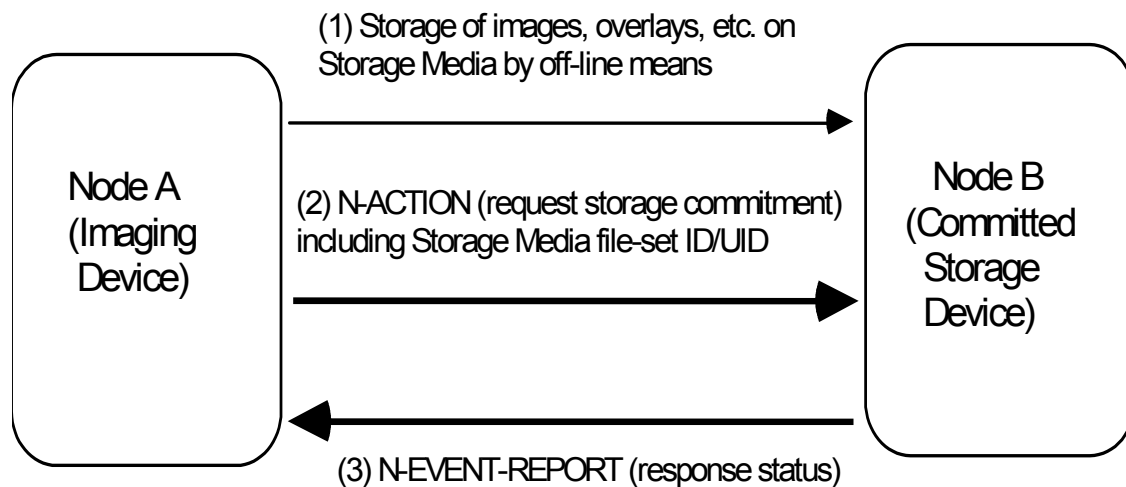 (1) Storage of images, overlays, etc. on
Storage Media by off-line means
Node A
(Imaging
Device)
(2) N-ACTION (request storage commitment)
including Storage Media file-set ID/UID
Node B
(Committed
Storage
Device)
(3) N-EVENT-REPORT (response status)